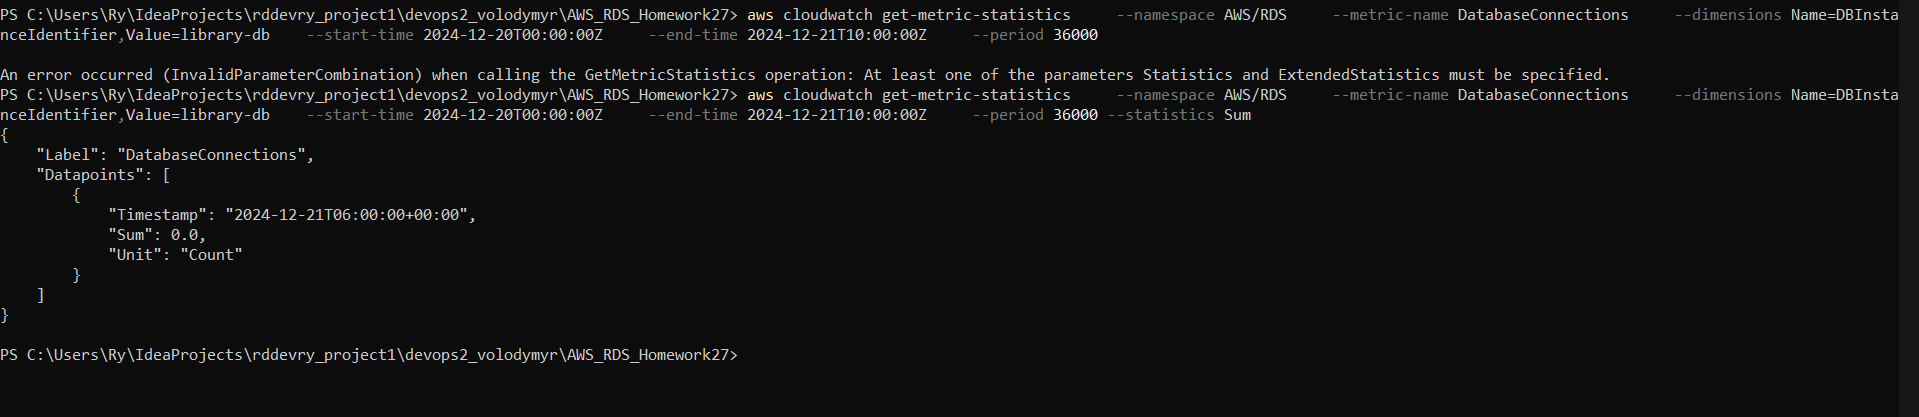 PS C:\Users\Ry\IdeaProjects\rddevry_project1\devops2_volodymyr\AWS_RDS_Homework27> aws cloudwatch get-metric-statistics     --namespace AWS/RDS     --metric-name DatabaseConnections     --dimensions Name=DBInsta
nceIdentifier,Value=library-db    --start-time 2024-12-20T00:00:00Z     --end-time 2024-12-21T10:00:00Z     --period 36000

An error occurred (InvalidParameterCombination) when calling the GetMetricStatistics operation: At least one of the parameters Statistics and ExtendedStatistics must be specified.
PS C:\Users\Ry\IdeaProjects\rddevry_project1\devops2_volodymyr\AWS_RDS_Homework27> aws cloudwatch get-metric-statistics     --namespace AWS/RDS     --metric-name DatabaseConnections     --dimensions Name=DBInsta
nceIdentifier,Value=library-db    --start-time 2024-12-20T00:00:00Z     --end-time 2024-12-21T10:00:00Z     --period 36000 --statistics Sum
{
    "Label": "DatabaseConnections",
    "Datapoints": [
        {
            "Timestamp": "2024-12-21T06:00:00+00:00",
            "Sum": 0.0,
            "Unit": "Count"
        }
    ]
}

PS C:\Users\Ry\IdeaProjects\rddevry_project1\devops2_volodymyr\AWS_RDS_Homework27>